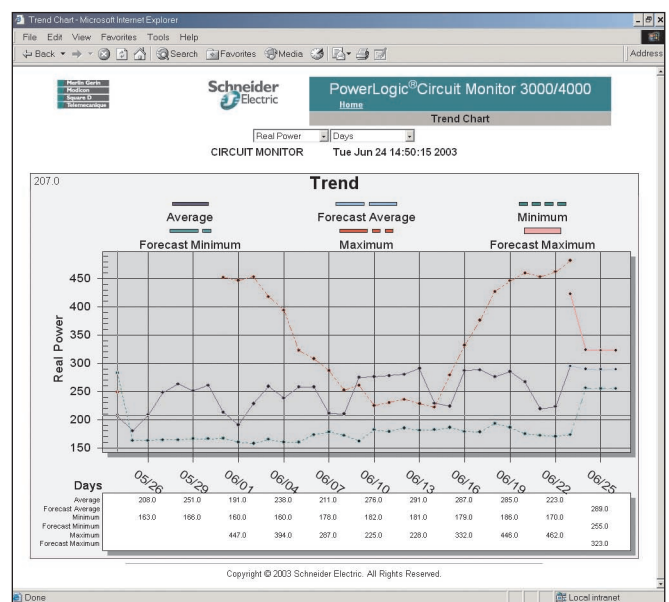 Trend Chart - Microsoft Internet Explorer
File Edit View Favorites Tools Help
Back Search Favorites Media Address
Merlin Gerin
Modicon
Square D
Telemecanique
Schneider
Electric
PowerLogic®Circuit Monitor 3000/4000
Home
Trend Chart
Real Power Days
CIRCUIT MONITOR Tue Jun 24 14:50:15 2003
207.0
Trend
Average Forecast Average Minimum
Forecast Minimum Maximum Forecast Maximum
Real Power
450
400
350
300
250
200
150
Days 05/26 05/29 06/01 06/04 06/07 06/10 06/13 06/16 06/19 06/22 06/25
Average 208.0 251.0 191.0 238.0 211.0 276.0 291.0 287.0 285.0 223.0
Forecast Average 289.0
Minimum 163.0 166.0 160.0 160.0 178.0 182.0 181.0 179.0 186.0 170.0
Forecast Minimum 255.0
Maximum 447.0 394.0 287.0 225.0 228.0 332.0 446.0 462.0
Forecast Maximum 323.0
Copyright © 2003 Schneider Electric. All Rights Reserved.
Done Local intranet